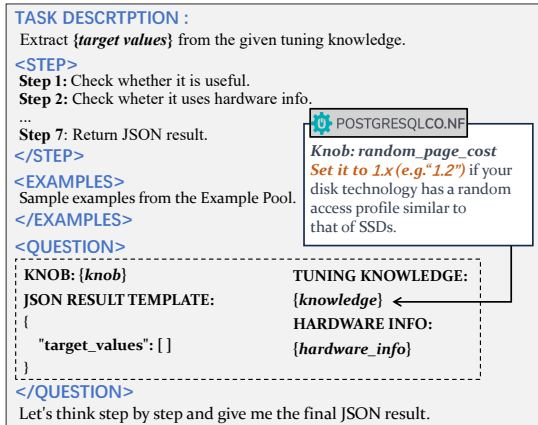 TASK DESCRTPTION :
Extract {target values} from the given tuning knowledge.
<STEP>
Step 1: Check whether it is useful.
Step 2: Check wheter it uses hardware info.
...
Step 7: Return JSON result.
</STEP>
<EXAMPLES>
Sample examples from the Example Pool.
</EXAMPLES>
POSTGRESQLCO.NF
Knob: random_page_cost
Set it to 1.x (e.g."1.2") if your
disk technology has a random
access profile similar to
that of SSDs.
<QUESTION>
KNOB: {knob}
JSON RESULT TEMPLATE:
{
"target_values": [ ]
}
TUNING KNOWLEDGE:
{knowledge}
HARDWARE INFO:
{hardware_info}
</QUESTION>
Let's think step by step and give me the final JSON result.